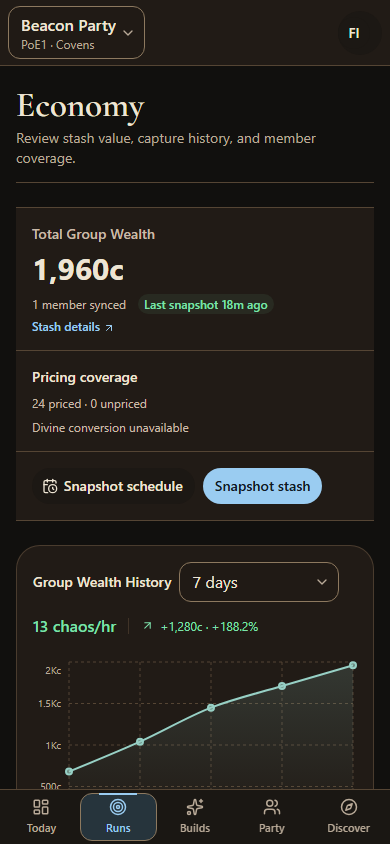 Beacon Party
PoE1 · Covens
FI
Economy
Review stash value, capture history, and member
coverage.
Total Group Wealth
1,960c
1 member synced Last snapshot 18m ago
Stash details
Pricing coverage
24 priced · 0 unpriced
Divine conversion unavailable
Snapshot schedule Snapshot stash
Group Wealth History 7 days
13 chaos/hr +1,280c · +188.2%
2Kc
1.5Kc
1Kc
500c
Today Runs Builds Party Discover